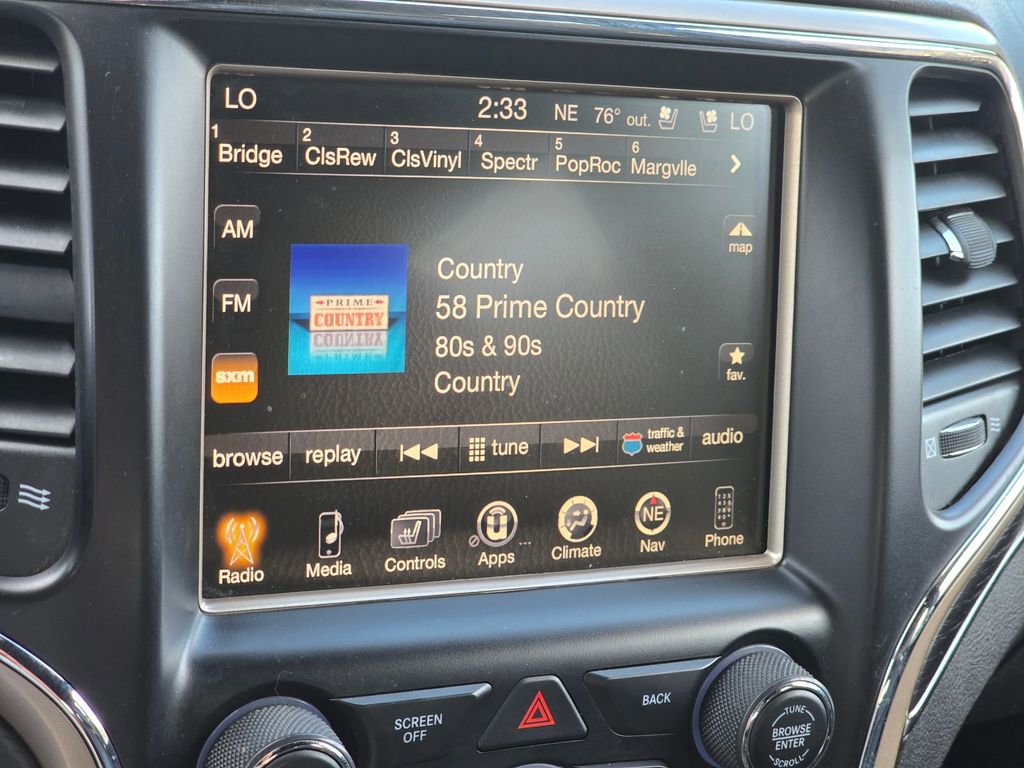 LO 2:33 NE 76° out. LO
1 Bridge 2 ClsRew 3 ClsVinyl 4 Spectr 5 PopRoc 6 Margvlle
AM
map
Country
FM
58 Prime Country
PRIME
COUNTRY
80s & 90s
Country
sxm
fav.
browse replay tune traffic & weather audio
Radio Media Controls Apps Climate NE Nav Phone
SCREEN
OFF
BACK
TUNE
BROWSE
ENTER
SCROLL